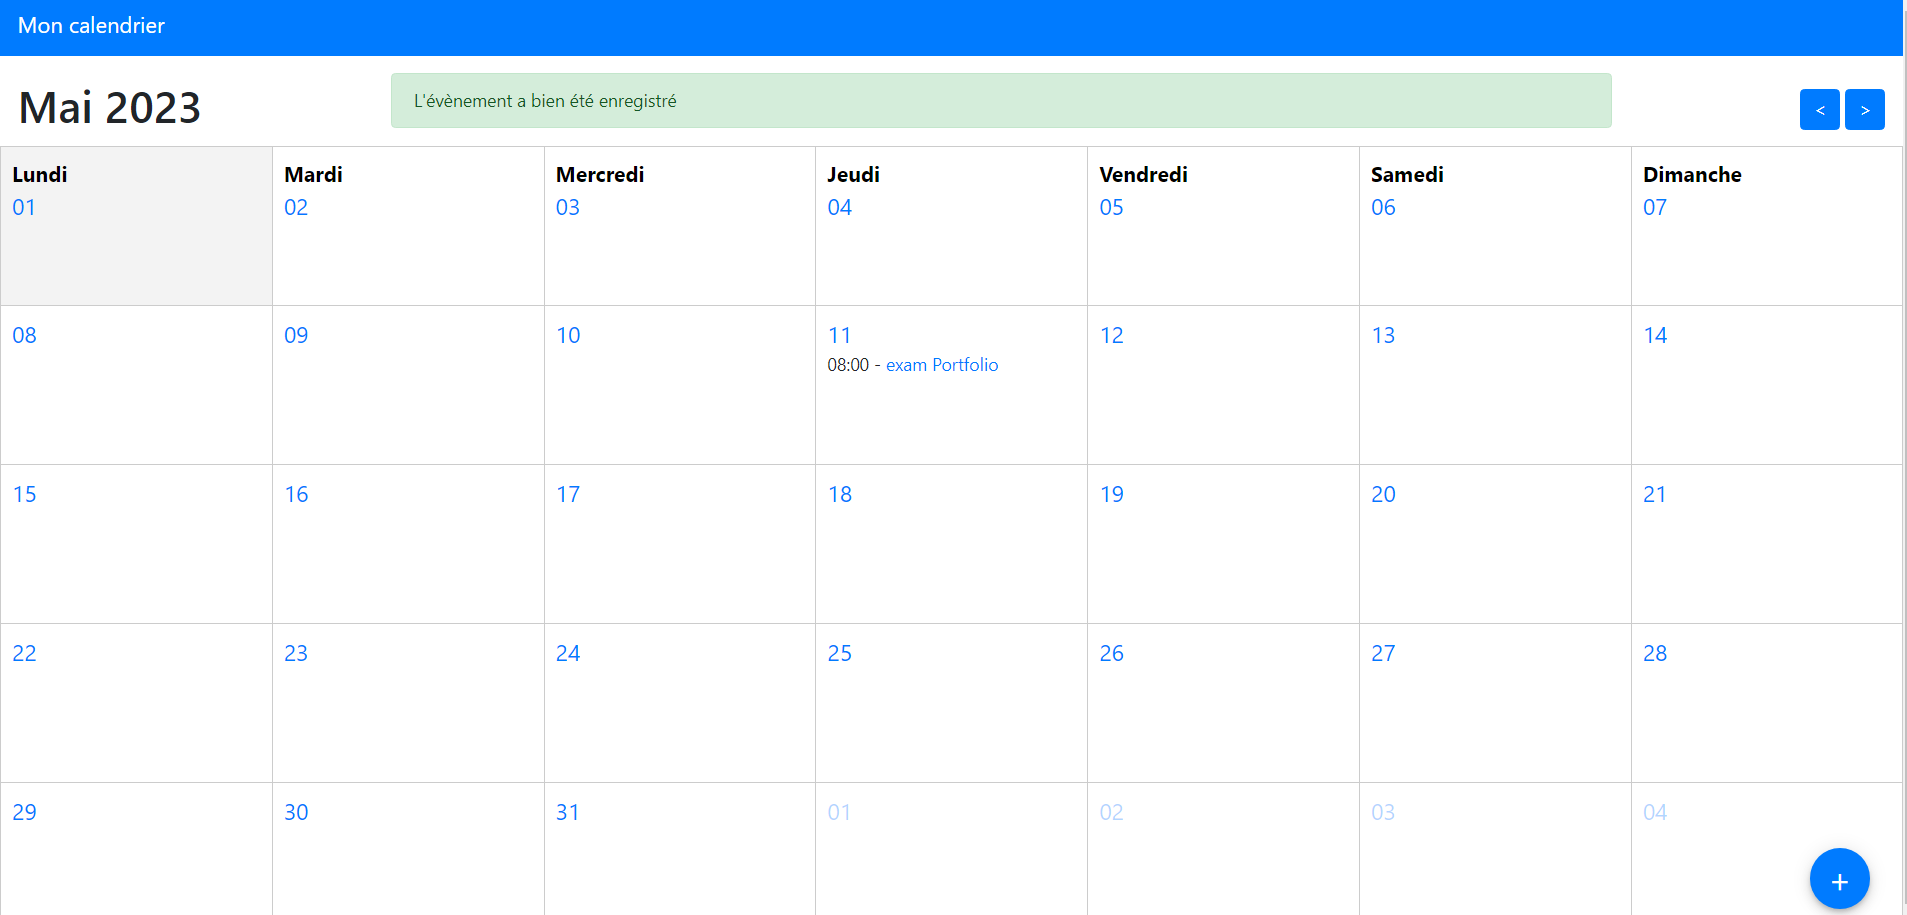 Mon calendrier
Mai 2023
L'évènement a bien été enregistré
< >
Lundi Mardi Mercredi Jeudi Vendredi Samedi Dimanche
01 02 03 04 05 06 07
08 09 10 11 12 13 14
08:00 - exam Portfolio
15 16 17 18 19 20 21
22 23 24 25 26 27 28
29 30 31 01 02 03 04
+